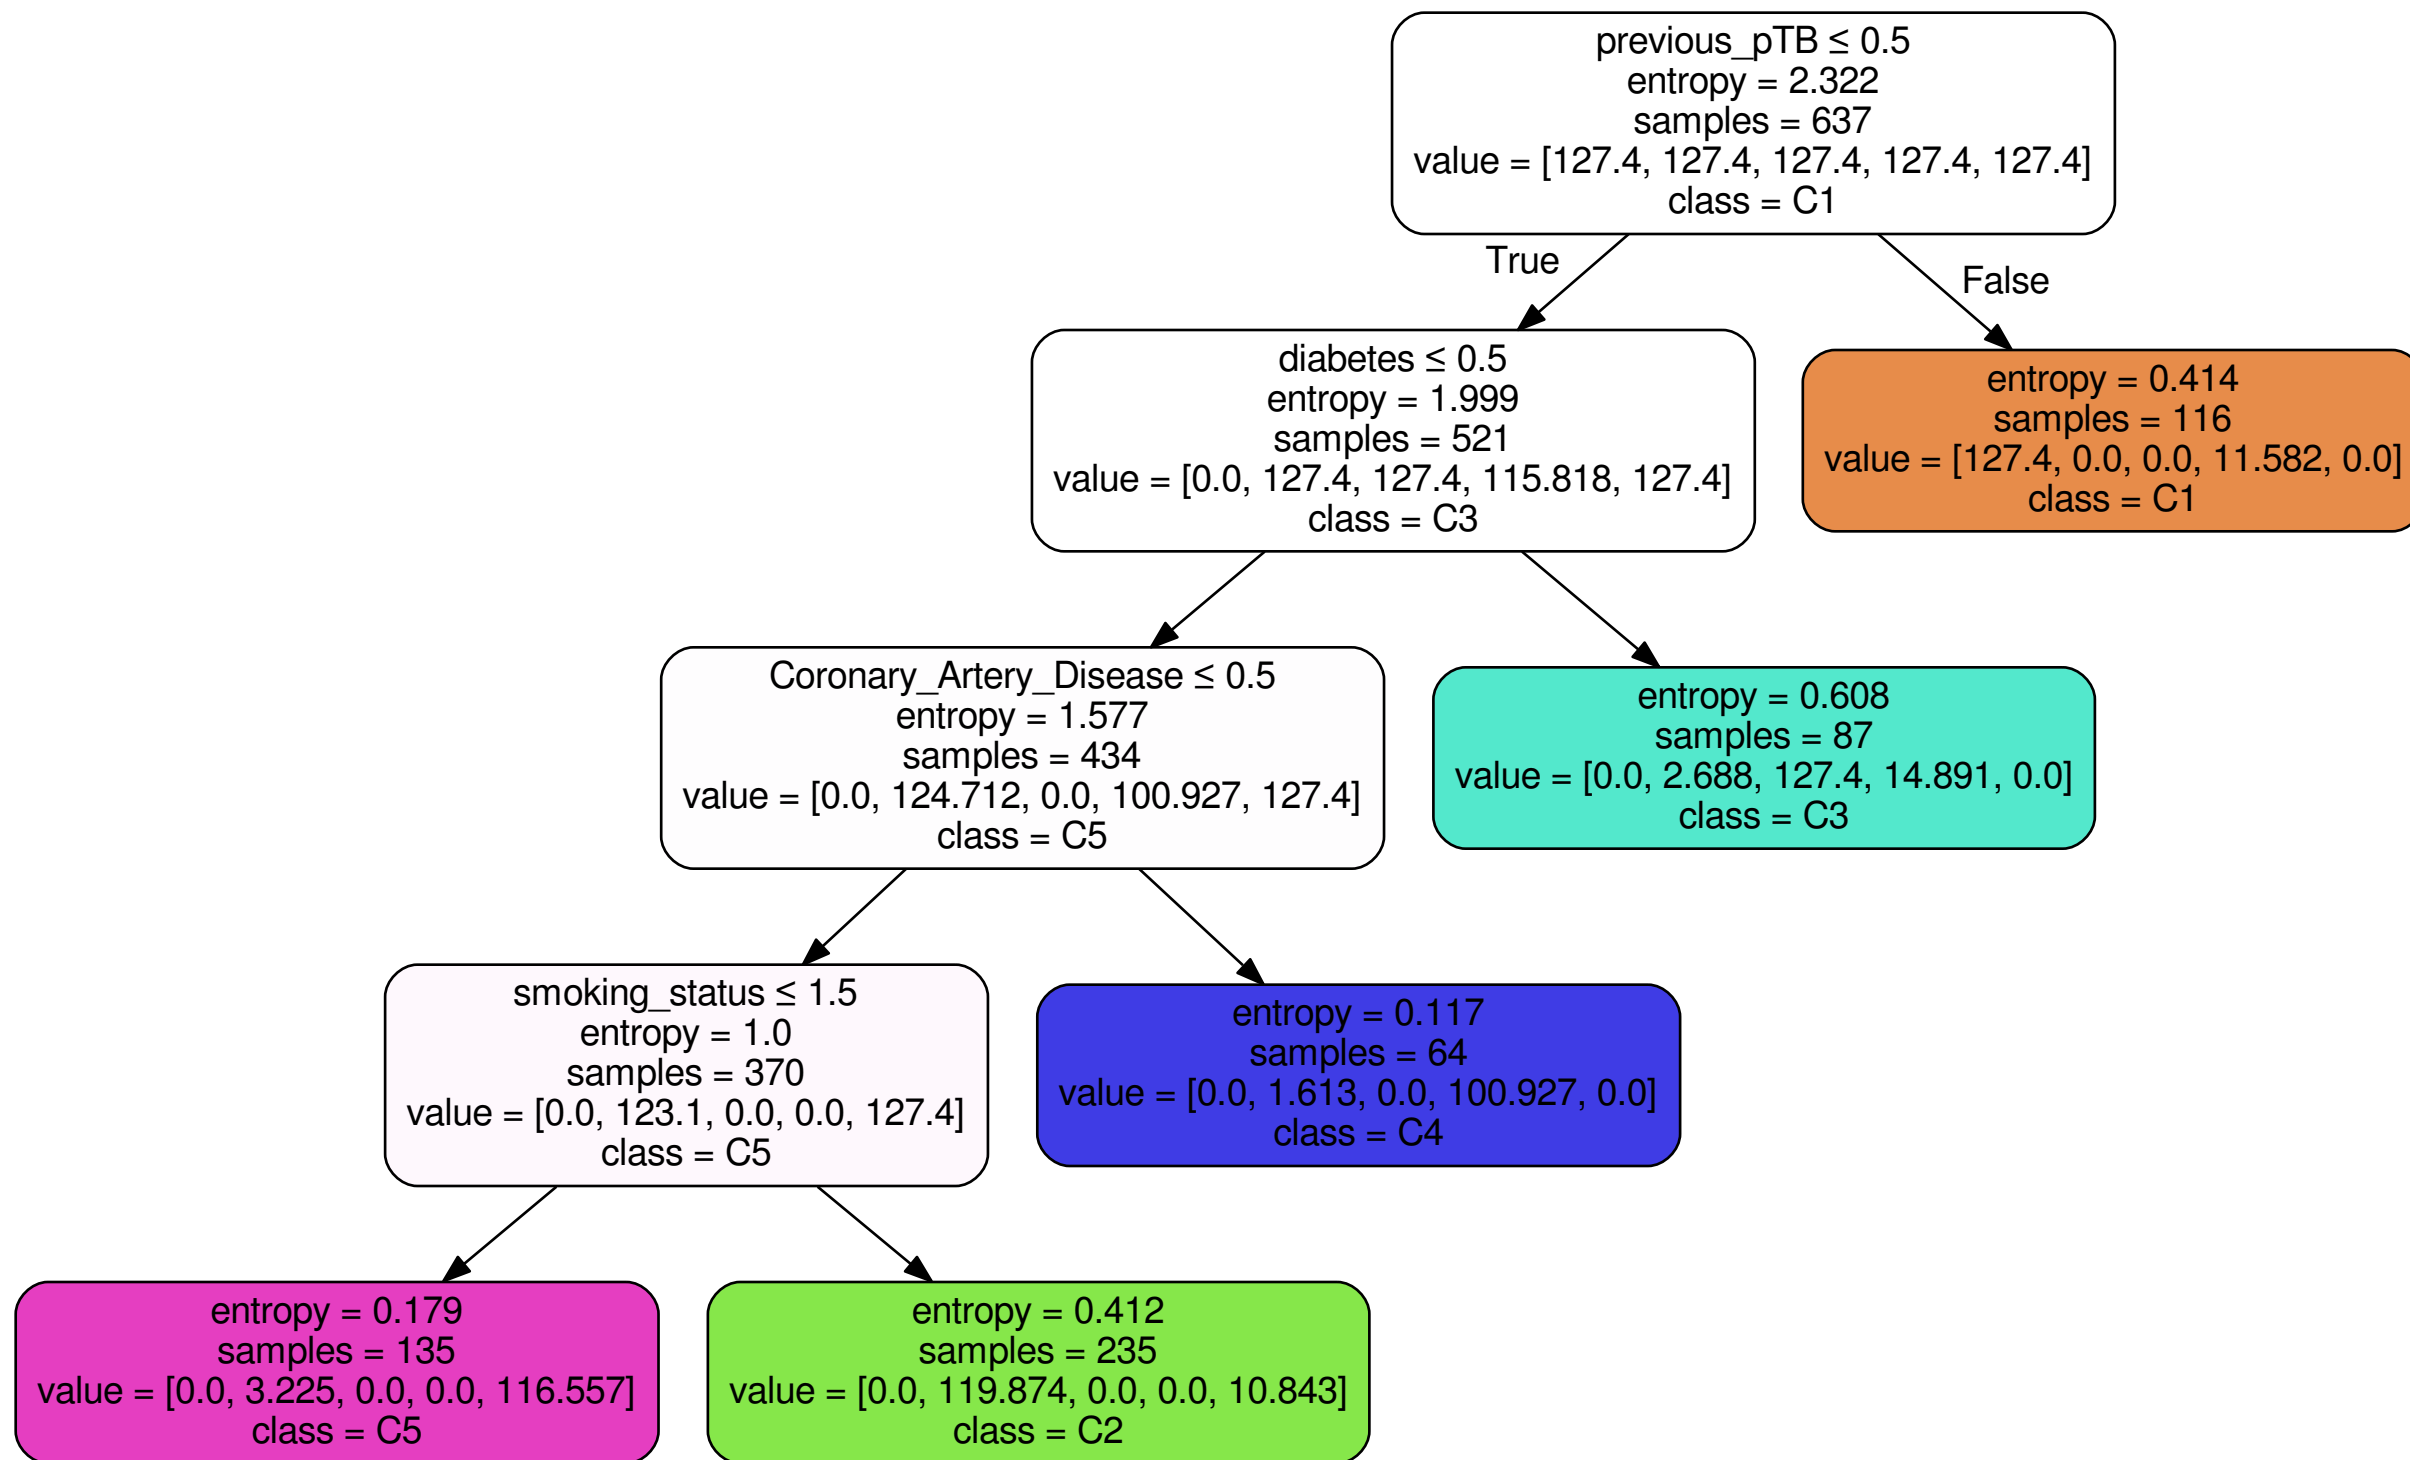 previous_pTB ≤ 0.5
entropy = 2.322
samples = 637
value = [127.4, 127.4, 127.4, 127.4, 127.4]
class = C1
True
False
diabetes ≤ 0.5
entropy = 1.999
samples = 521
value = [0.0, 127.4, 127.4, 115.818, 127.4]
class = C3
entropy = 0.414
samples = 116
value = [127.4, 0.0, 0.0, 11.582, 0.0]
class = C1
Coronary_Artery_Disease ≤ 0.5
entropy = 1.577
samples = 434
value = [0.0, 124.712, 0.0, 100.927, 127.4]
class = C5
entropy = 0.608
samples = 87
value = [0.0, 2.688, 127.4, 14.891, 0.0]
class = C3
smoking_status ≤ 1.5
entropy = 1.0
samples = 370
value = [0.0, 123.1, 0.0, 0.0, 127.4]
class = C5
entropy = 0.117
samples = 64
value = [0.0, 1.613, 0.0, 100.927, 0.0]
class = C4
entropy = 0.179
samples = 135
value = [0.0, 3.225, 0.0, 0.0, 116.557]
class = C5
entropy = 0.412
samples = 235
value = [0.0, 119.874, 0.0, 0.0, 10.843]
class = C2